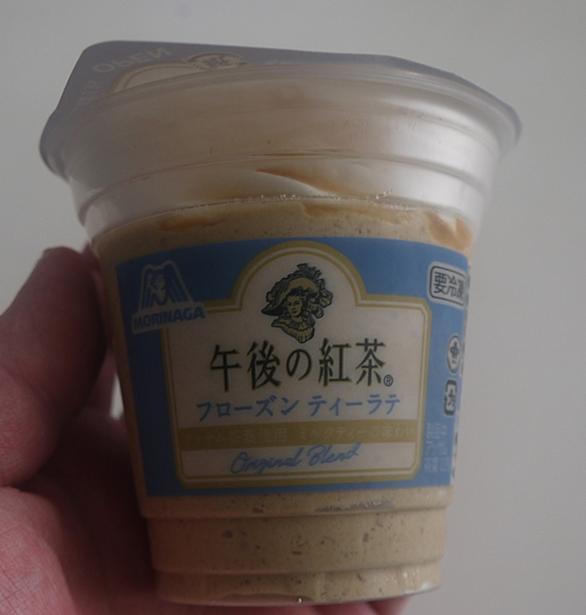 OPEN
MORINAGA
要冷凍
午後の紅茶®
フローズン ティーラテ
Original Blend